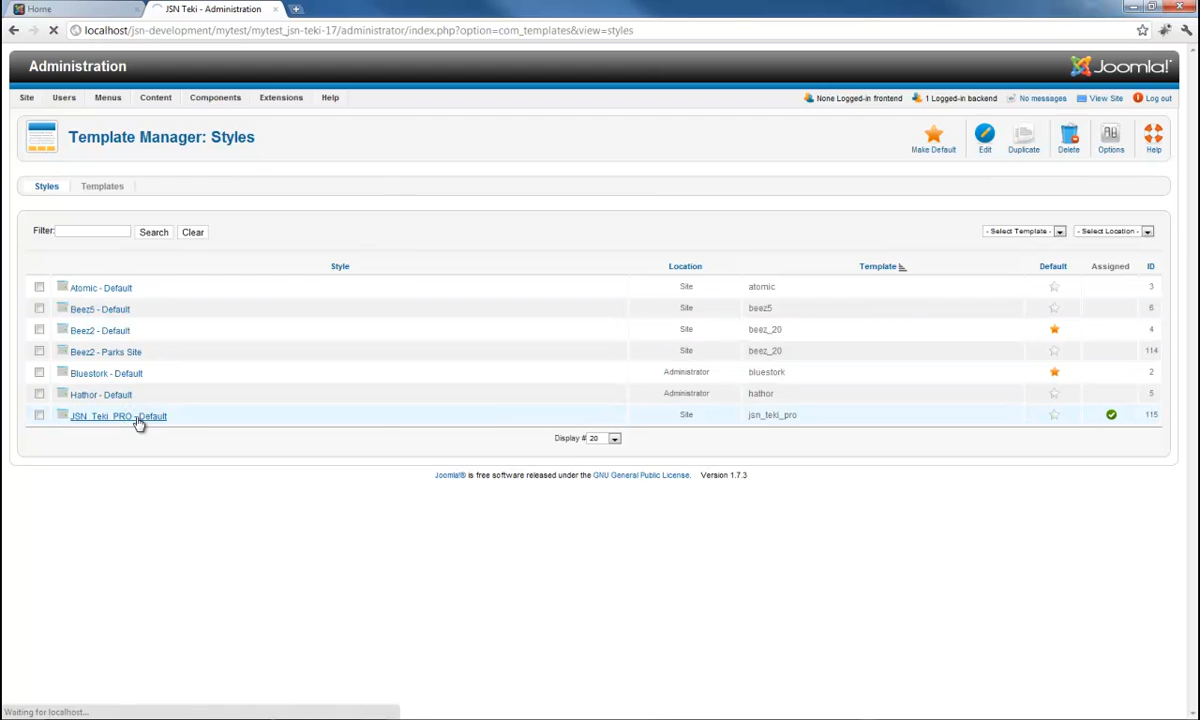 Home
JSN Teki - Administration
localhost/jsn-development/mytest/mytest_jsn-teki-17/administrator/index.php?option=com_templates&view=styles
Administration
Joomla!
Site Users Menus Content Components Extensions Help
None Logged-in frontend 1 Logged-in backend No messages View Site Log out
Template Manager: Styles
Make Default Edit Duplicate Delete Options Help
Styles Templates
Filter: Search Clear - Select Template - - Select Location -
Style Location Template Default Assigned ID
Atomic - Default Site atomic 3
Beez5 - Default Site beez5 6
Beez2 - Default Site beez_20 4
Beez2 - Parks Site Site beez_20 114
Bluestork - Default Administrator bluestork 2
Hathor - Default Administrator hathor 5
JSN_Teki_PRO - Default Site jsn_teki_pro 115
Display # 20
Joomla!® is free software released under the GNU General Public License. Version 1.7.3
Waiting for localhost...